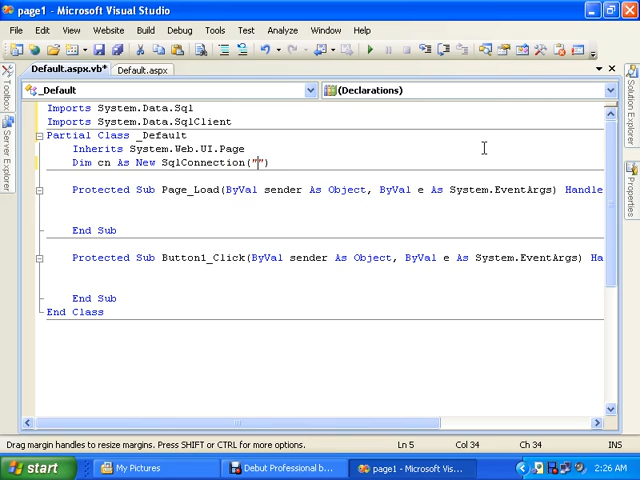 page1 - Microsoft Visual Studio
File Edit View Website Build Debug Tools Test Analyze Window Help
Default.aspx.vb* Default.aspx
_Default (Declarations)
Imports System.Data.Sql
Imports System.Data.SqlClient
Partial Class _Default
Inherits System.Web.UI.Page
Dim cn As New SqlConnection("")
Protected Sub Page_Load(ByVal sender As Object, ByVal e As System.EventArgs) Handle
End Sub
Protected Sub Button1_Click(ByVal sender As Object, ByVal e As System.EventArgs) Ha
End Sub
End Class
Toolbox
Server Explorer
Solution Explorer
Properties
Drag margin handles to resize margins. Press SHIFT or CTRL for more options. Ln 5 Col 34 Ch 34 INS
start My Pictures Debut Professional b... page1 - Microsoft Vis... 2:26 AM